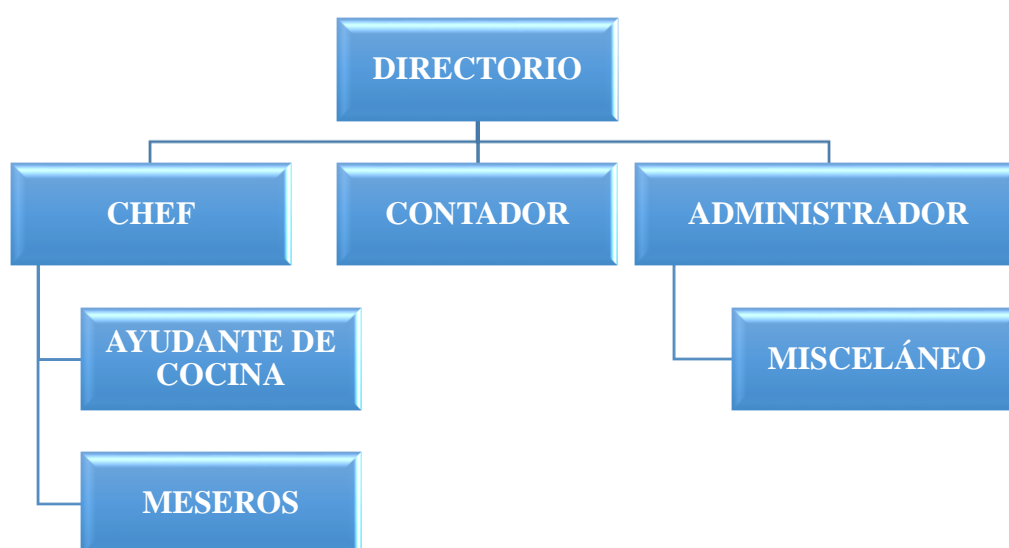 DIRECTORIO
CHEF
CONTADOR
ADMINISTRADOR
AYUDANTE DE
COCINA
MISCELÁNEO
MESEROS